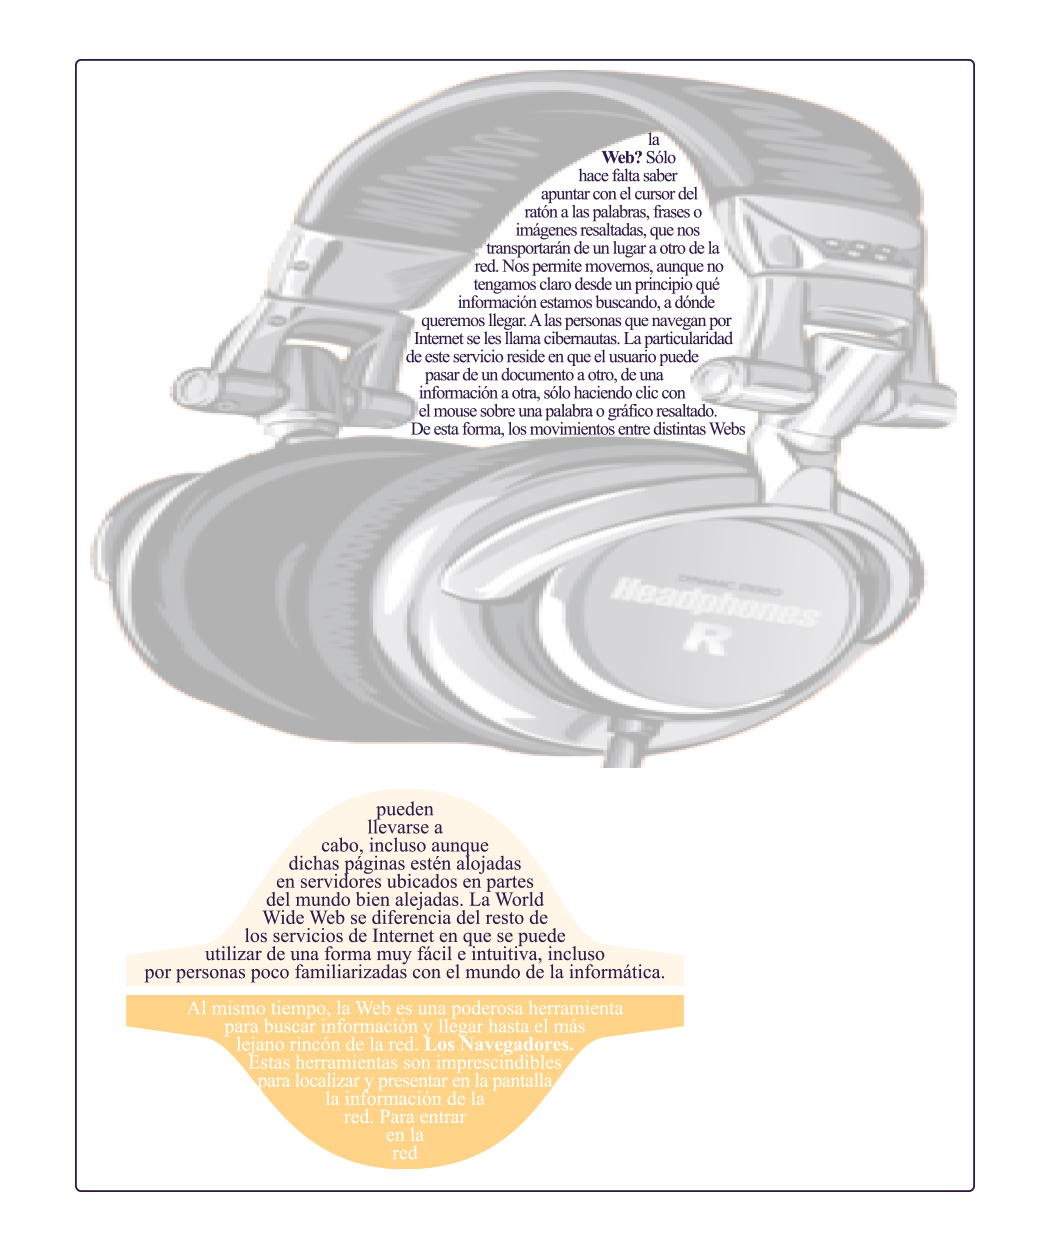 la
Web? Sólo
hace falta saber
apuntar con el cursor del
ratón a las palabras, frases o
imágenes resaltadas, que nos
transportarán de un lugar a otro de la
red. Nos permite movernos, aunque no
tengamos claro desde un principio qué
información estamos buscando, a dónde
queremos llegar. A las personas que navegan por
Internet se les llama cibernautas. La particularidad
de este servicio reside en que el usuario puede
pasar de un documento a otro, de una
información a otra, sólo haciendo clic con
el mouse sobre una palabra o gráfico resaltado.
De esta forma, los movimientos entre distintas Webs
DYNAMIC STEREO
Headphones
R
pueden
llevarse a
cabo, incluso aunque
dichas páginas estén alojadas
en servidores ubicados en partes
del mundo bien alejadas. La World
Wide Web se diferencia del resto de
los servicios de Internet en que se puede
utilizar de una forma muy fácil e intuitiva, incluso
por personas poco familiarizadas con el mundo de la informática.
Al mismo tiempo, la Web es una poderosa herramienta
para buscar información y llegar hasta el más
lejano rincón de la red. Los Navegadores.
Estas herramientas son imprescindibles
para localizar y presentar en la pantalla
la información de la
red. Para entrar
en la
red